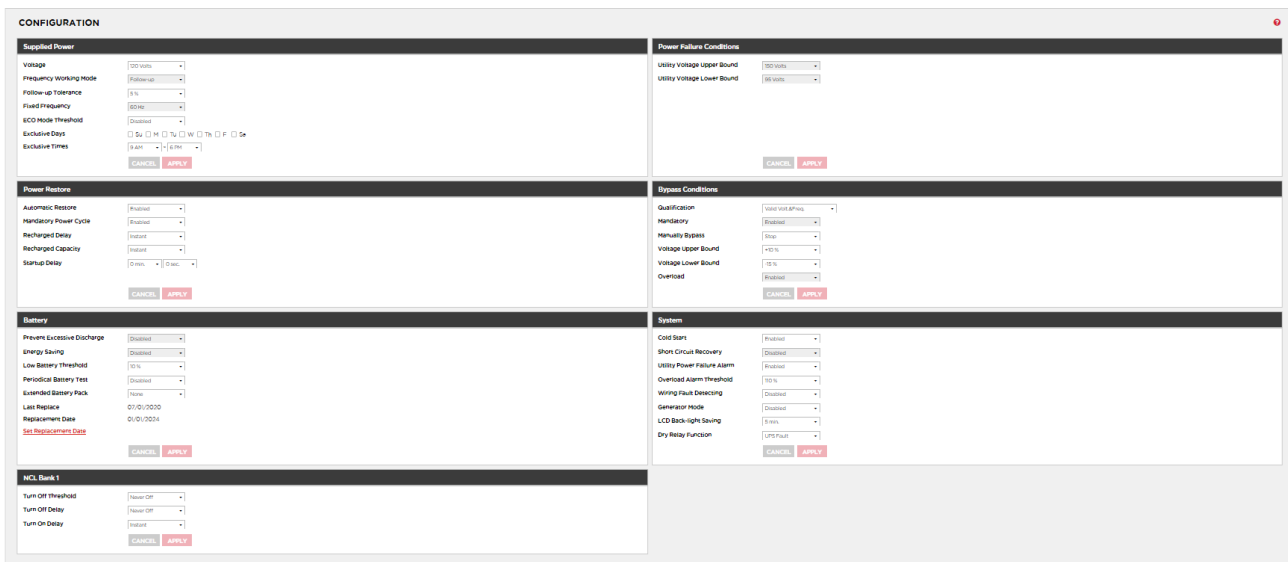 CONFIGURATION
Supplied Power
Voltage 120 Volts
Frequency Working Mode Follow-up
Follow-up Tolerance 5 %
Fixed Frequency 60 Hz
ECO Mode Threshold Disabled
Exclusive Days Su M Tu W Th F Se
Exclusive Times 9 AM - 6 PM
CANCEL APPLY
Power Failure Conditions
Utility Voltage Upper Bound 150 Volts
Utility Voltage Lower Bound Volts
CANCEL APPLY
Power Restore
Automatic Restore Enabled
Mandatory Power Cycle Enabled
Recharged Delay Instant
Recharged Capacity Instant
Startup Delay 0 min. 0 sec.
CANCEL APPLY
Bypass Conditions
Qualification Valid Volt.&Freq.
Mandatory Enabled
Manually Bypass Stop
Voltage Upper Bound +10 %
Voltage Lower Bound -15 %
Overload Enabled
CANCEL APPLY
Battery
Prevent Excessive Discharge Disabled
Energy Saving Disabled
Low Battery Threshold 10 %
Periodical Battery Test Disabled
Extended Battery Pack None
Last Replace 07/01/2020
Replacement Date 01/01/2024
Set Replacement Date
CANCEL APPLY
System
Cold Start Enabled
Short Circuit Recovery Disabled
Utility Power Failure Alarm Enabled
Overload Alarm Threshold 110 %
Wiring Fault Detecting Disabled
Generator Mode Disabled
LCD Back-light Saving min.
Dry Relay Function UPS Fault
CANCEL APPLY
NCL Bank 1
Turn Off Threshold Never Off
Turn Off Delay Never Off
Turn On Delay Instant
CANCEL APPLY